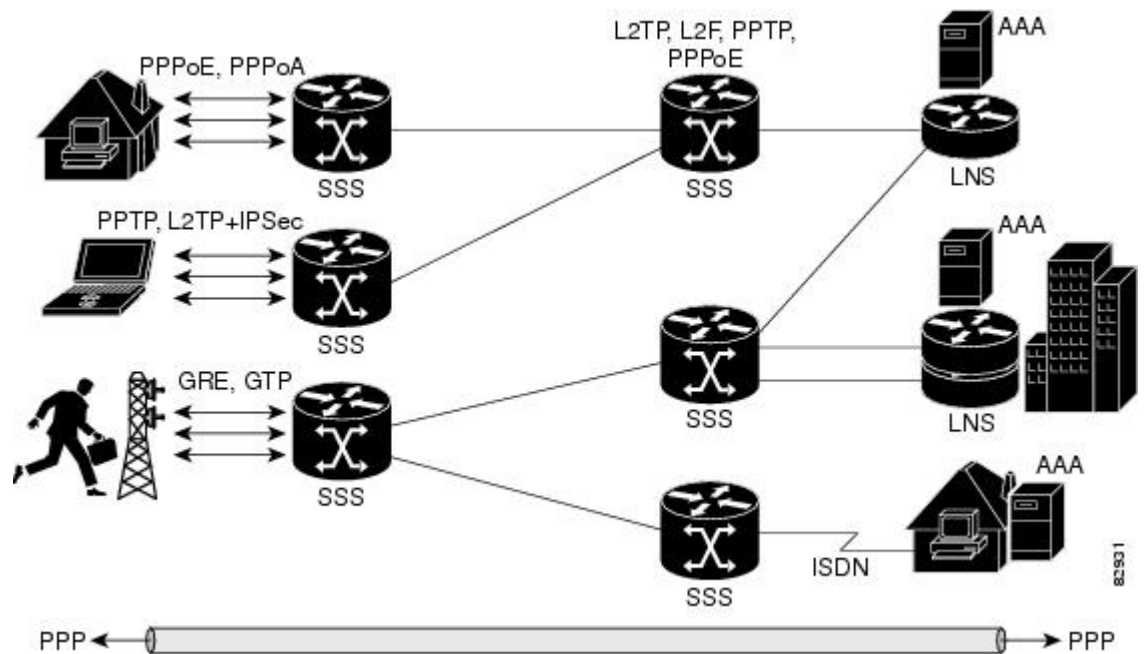 L2TP, L2F, PPTP,
PPPoE
AAA
PPPoE, PPPoA
SSS
SSS
LNS
PPTP, L2TP+IPSec
AAA
SSS
SSS
LNS
GRE, GTP
SSS
AAA
SSS
ISDN
82931
PPP
PPP